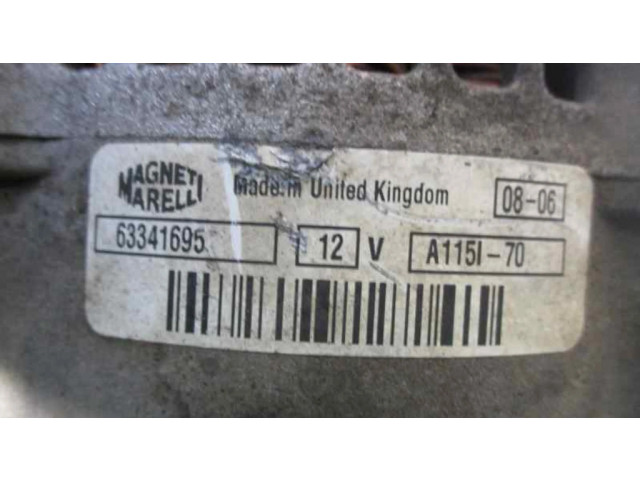 MAGNETI
MARELLI
Made in United Kingdom
08-06
63341695
12 V
A115I-70